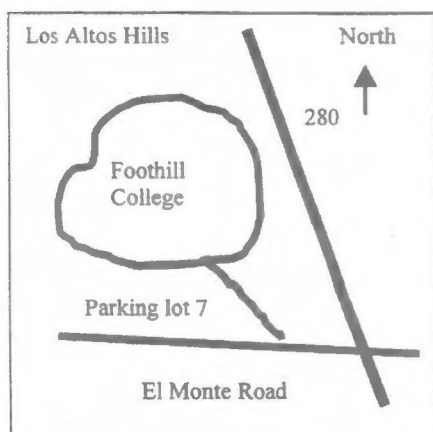 Los Altos Hills
North
280
Foothill
College
Parking lot 7
El Monte Road